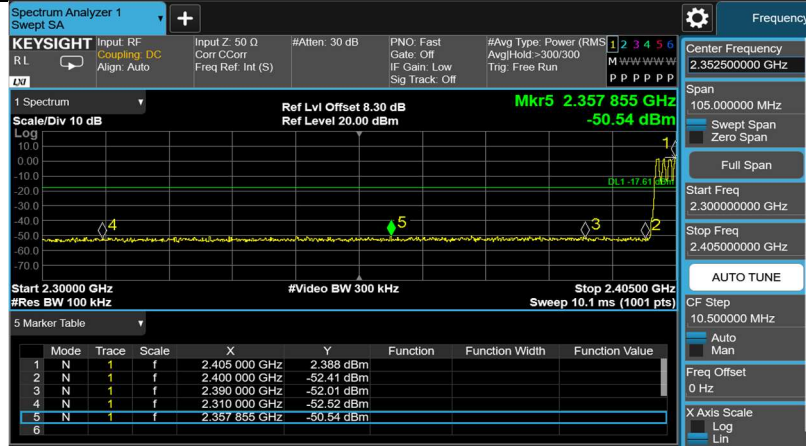 Spectrum Analyzer 1
Swept SA
+
Frequency
KEYSIGHT
RL
LXI
Input: RF
Coupling: DC
Align: Auto
Input Z: 50 Ω
Corr CCorr
Freq Ref: Int (S)
#Atten: 30 dB
PNO: Fast
Gate: Off
IF Gain: Low
Sig Track: Off
#Avg Type: Power (RMS
Avg|Hold:>300/300
Trig: Free Run
1 2 3 4 5 6
M W W W W W
P P P P P P
1 Spectrum
Scale/Div 10 dB
Ref Lvl Offset 8.30 dB
Ref Level 20.00 dBm
Mkr5 2.357 855 GHz
-50.54 dBm
Log
10.0
0.00
-10.0
-20.0
-30.0
-40.0
-50.0
-60.0
-70.0
1
DL1 -17.61 dBm
4
5
3
2
Start 2.30000 GHz
#Res BW 100 kHz
#Video BW 300 kHz
Stop 2.40500 GHz
Sweep 10.1 ms (1001 pts)
5 Marker Table
Mode Trace Scale X Y Function Function Width Function Value
1 N 1 f 2.405 000 GHz 2.388 dBm
2 N 1 f 2.400 000 GHz -52.41 dBm
3 N 1 f 2.390 000 GHz -52.01 dBm
4 N 1 f 2.310 000 GHz -52.52 dBm
5 N 1 f 2.357 855 GHz -50.54 dBm
6
Center Frequency
2.352500000 GHz
Span
105.000000 MHz
Swept Span
Zero Span
Full Span
Start Freq
2.300000000 GHz
Stop Freq
2.405000000 GHz
AUTO TUNE
CF Step
10.500000 MHz
Auto
Man
Freq Offset
0 Hz
X Axis Scale
Log
Lin